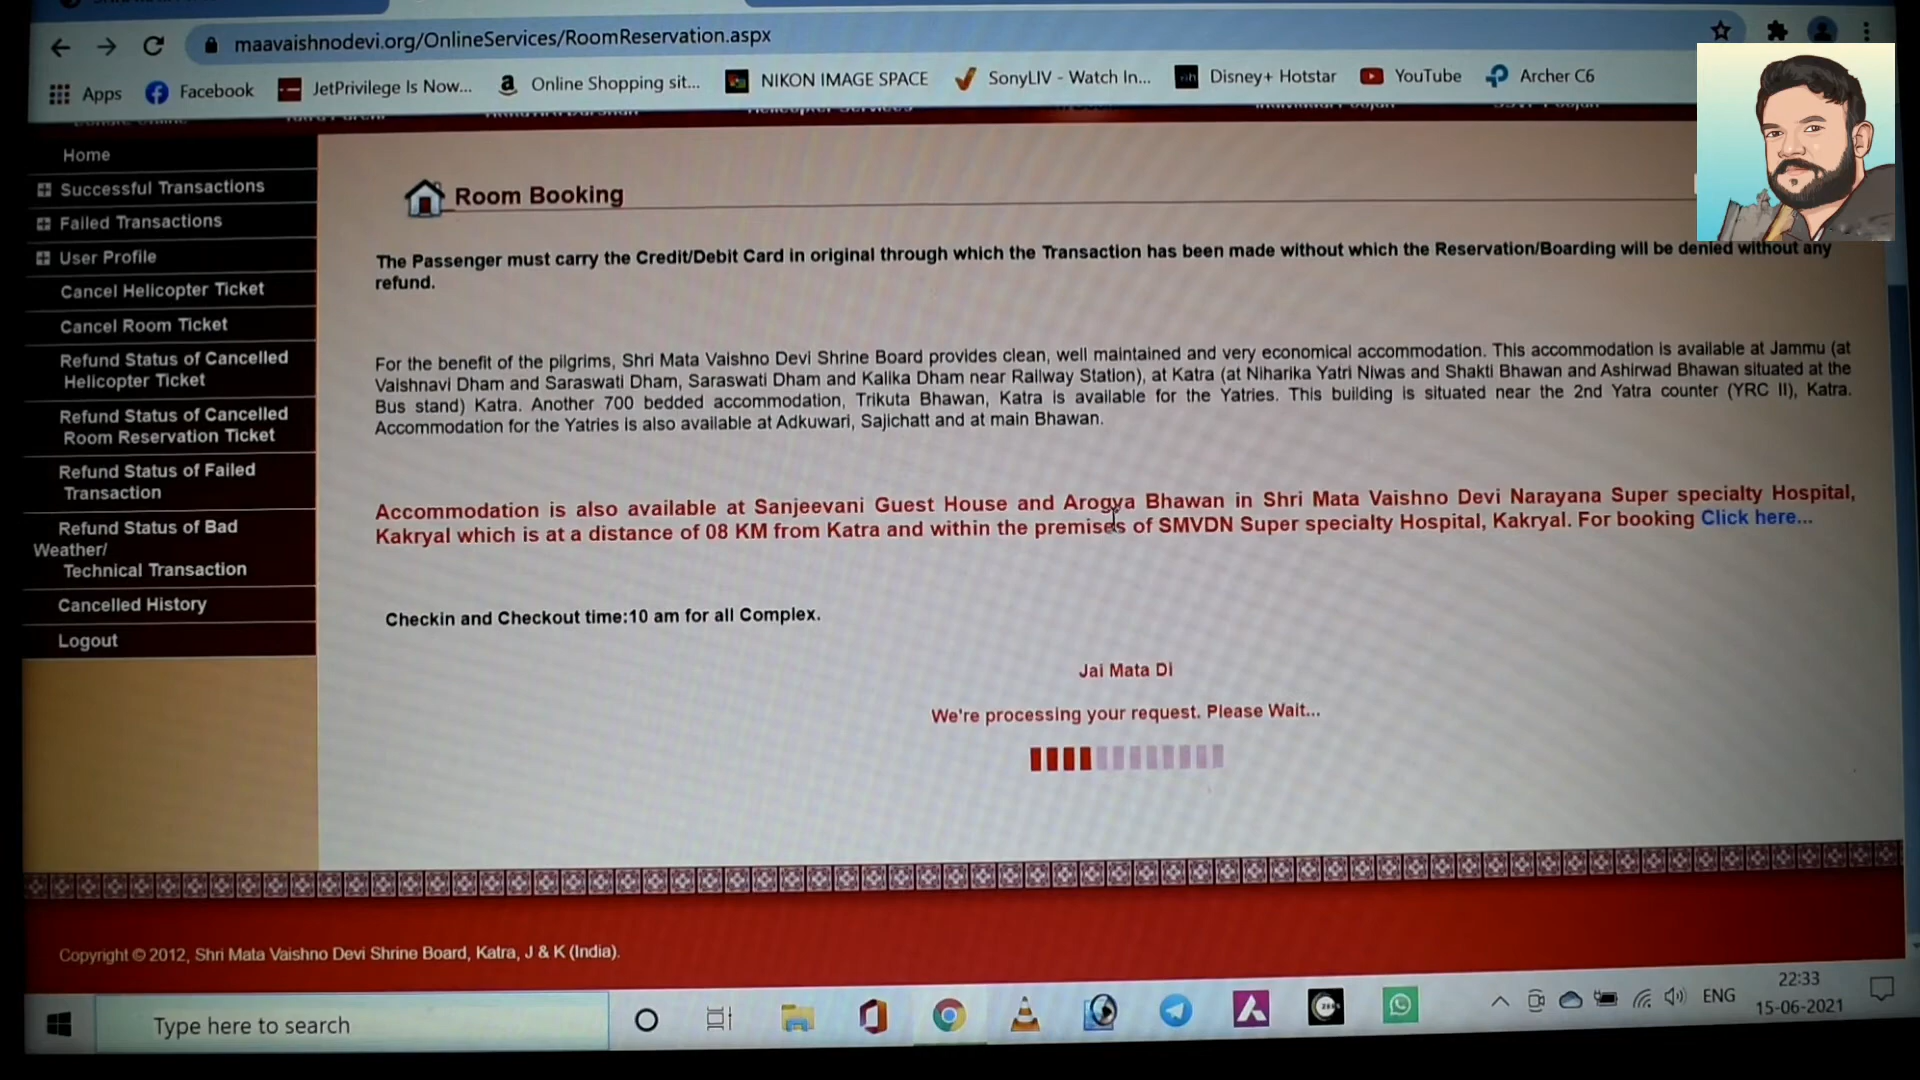 maavaishnodevi.org/OnlineServices/RoomReservation.aspx
Apps Facebook JetPrivilege Is Now... Online Shopping sit... NIKON IMAGE SPACE SonyLIV - Watch In... Disney+ Hotstar YouTube Archer C6
Home
Successful Transactions
Failed Transactions
User Profile
Cancel Helicopter Ticket
Cancel Room Ticket
Refund Status of Cancelled
Helicopter Ticket
Refund Status of Cancelled
Room Reservation Ticket
Refund Status of Failed
Transaction
Refund Status of Bad
Weather/
Technical Transaction
Cancelled History
Logout
Room Booking
The Passenger must carry the Credit/Debit Card in original through which the Transaction has been made without which the Reservation/Boarding will be denied without any
refund.
For the benefit of the pilgrims, Shri Mata Vaishno Devi Shrine Board provides clean, well maintained and very economical accommodation. This accommodation is available at Jammu (at
Vaishnavi Dham and Saraswati Dham, Saraswati Dham and Kalika Dham near Railway Station), at Katra (at Niharika Yatri Niwas and Shakti Bhawan and Ashirwad Bhawan situated at the
Bus stand) Katra. Another 700 bedded accommodation, Trikuta Bhawan, Katra is available for the Yatries. This building is situated near the 2nd Yatra counter (YRC II), Katra.
Accommodation for the Yatries is also available at Adkuwari, Sajichatt and at main Bhawan.
Accommodation is also available at Sanjeevani Guest House and Arogya Bhawan in Shri Mata Vaishno Devi Narayana Super specialty Hospital,
Kakryal which is at a distance of 08 KM from Katra and within the premises of SMVDN Super specialty Hospital, Kakryal. For booking Click here...
Checkin and Checkout time:10 am for all Complex.
Jai Mata Di
We're processing your request. Please Wait...
Copyright © 2012, Shri Mata Vaishno Devi Shrine Board, Katra, J & K (India).
Type here to search
ENG
22:33
15-06-2021